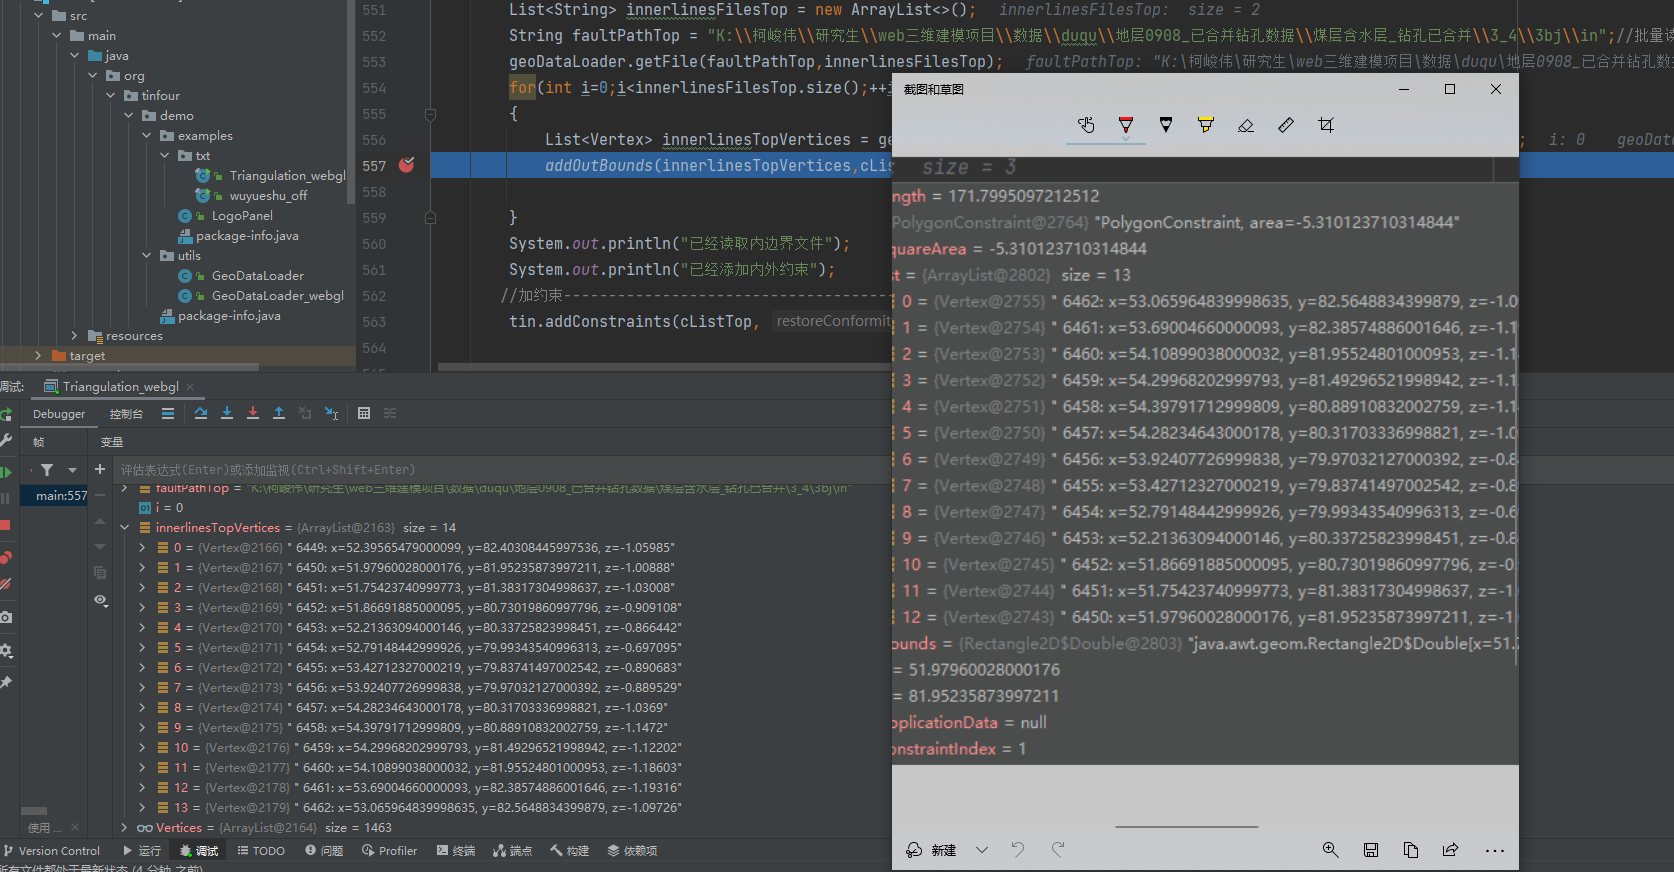 src
main
java
org
tinfour
demo
examples
txt
Triangulation_webgl
wuyueshu_off
LogoPanel
package-info.java
utils
GeoDataLoader
GeoDataLoader_webgl
package-info.java
resources
target
551 List<String> innerlinesFilesTop = new ArrayList<>(); innerlinesFilesTop: size = 2
552 String faultPathTop = "K:\\柯峻伟\\研究生\\web三维建模项目\\数据\\duqu\\地层0908_已合并钻孔数据\\煤层含水层_钻孔已合并\\3_4\\3bj\\in";//批量读
553 geoDataLoader.getFile(faultPathTop,innerlinesFilesTop); faultPathTop: "K:\柯峻伟\研究生\web三维建模项目\数据\duqu\地层0908_已合并钻孔数据
554 for(int i=0;i<innerlinesFilesTop.size();++i
555 {
556 List<Vertex> innerlinesTopVertices = ge ; i: 0 geoDat
557 addOutBounds(innerlinesTopVertices,cLis
558
559 }
560 System.out.println("已经读取内边界文件");
561 System.out.println("已经添加内外约束");
562 //加约束------------------------------------
563 tin.addConstraints(cListTop, restoreConformit
564
调试: Triangulation_webgl
Debugger 控制台
帧 变量
评估表达式(Enter)或添加监视(Ctrl+Shift+Enter)
main:557
faultPathTop = "K:\柯峻伟\研究生\web三维建模项目\数据\duqu\地层0908_已合并钻孔数据\煤层含水层_钻孔已合并\3_4\3bj\in"
i = 0
innerlinesTopVertices = {ArrayList@2163} size = 14
0 = {Vertex@2166} " 6449: x=52.39565479000099, y=82.40308445997536, z=-1.05985"
1 = {Vertex@2167} " 6450: x=51.97960028000176, y=81.95235873997211, z=-1.00888"
2 = {Vertex@2168} " 6451: x=51.75423740999773, y=81.38317304998637, z=-1.03008"
3 = {Vertex@2169} " 6452: x=51.86691885000095, y=80.73019860997796, z=-0.909108"
4 = {Vertex@2170} " 6453: x=52.21363094000146, y=80.33725823998451, z=-0.866442"
5 = {Vertex@2171} " 6454: x=52.79148442999926, y=79.99343540996313, z=-0.697095"
6 = {Vertex@2172} " 6455: x=53.42712327000219, y=79.83741497002542, z=-0.890683"
7 = {Vertex@2173} " 6456: x=53.92407726999838, y=79.97032127000392, z=-0.889529"
8 = {Vertex@2174} " 6457: x=54.28234643000178, y=80.31703336998821, z=-1.0369"
9 = {Vertex@2175} " 6458: x=54.39791712999809, y=80.88910832002759, z=-1.1472"
10 = {Vertex@2176} " 6459: x=54.29968202999793, y=81.49296521998942, z=-1.12202"
11 = {Vertex@2177} " 6460: x=54.10899038000032, y=81.95524801000953, z=-1.18603"
12 = {Vertex@2178} " 6461: x=53.69004660000093, y=82.38574886001646, z=-1.19316"
13 = {Vertex@2179} " 6462: x=53.065964839998635, y=82.5648834399879, z=-1.09726"
Vertices = {ArrayList@2164} size = 1463
使用 ...
Version Control 运行 调试 TODO 问题 Profiler 终端 端点 构建 依赖项
所有文件都处于最新状态 (4 分钟 之前)
截图和草图
size = 3
ngth = 171.7995097212512
PolygonConstraint@2764} "PolygonConstraint, area=-5.310123710314844"
quareArea = -5.310123710314844
st = {ArrayList@2802} size = 13
0 = {Vertex@2755} " 6462: x=53.065964839998635, y=82.5648834399879, z=-1.09
1 = {Vertex@2754} " 6461: x=53.69004660000093, y=82.38574886001646, z=-1.1
2 = {Vertex@2753} " 6460: x=54.10899038000032, y=81.95524801000953, z=-1.1
3 = {Vertex@2752} " 6459: x=54.29968202999793, y=81.49296521998942, z=-1.1
4 = {Vertex@2751} " 6458: x=54.39791712999809, y=80.88910832002759, z=-1.1
5 = {Vertex@2750} " 6457: x=54.28234643000178, y=80.31703336998821, z=-1.0
6 = {Vertex@2749} " 6456: x=53.92407726999838, y=79.97032127000392, z=-0.8
7 = {Vertex@2748} " 6455: x=53.42712327000219, y=79.83741497002542, z=-0.8
8 = {Vertex@2747} " 6454: x=52.79148442999926, y=79.99343540996313, z=-0.6
9 = {Vertex@2746} " 6453: x=52.21363094000146, y=80.33725823998451, z=-0.8
10 = {Vertex@2745} " 6452: x=51.86691885000095, y=80.73019860997796, z=-0
11 = {Vertex@2744} " 6451: x=51.75423740999773, y=81.38317304998637, z=-1.
12 = {Vertex@2743} " 6450: x=51.97960028000176, y=81.95235873997211, z=-1.
ounds = {Rectangle2D$Double@2803} "java.awt.geom.Rectangle2D$Double[x=51.7
= 51.97960028000176
= 81.95235873997211
pplicationData = null
onstraintIndex = 1
新建